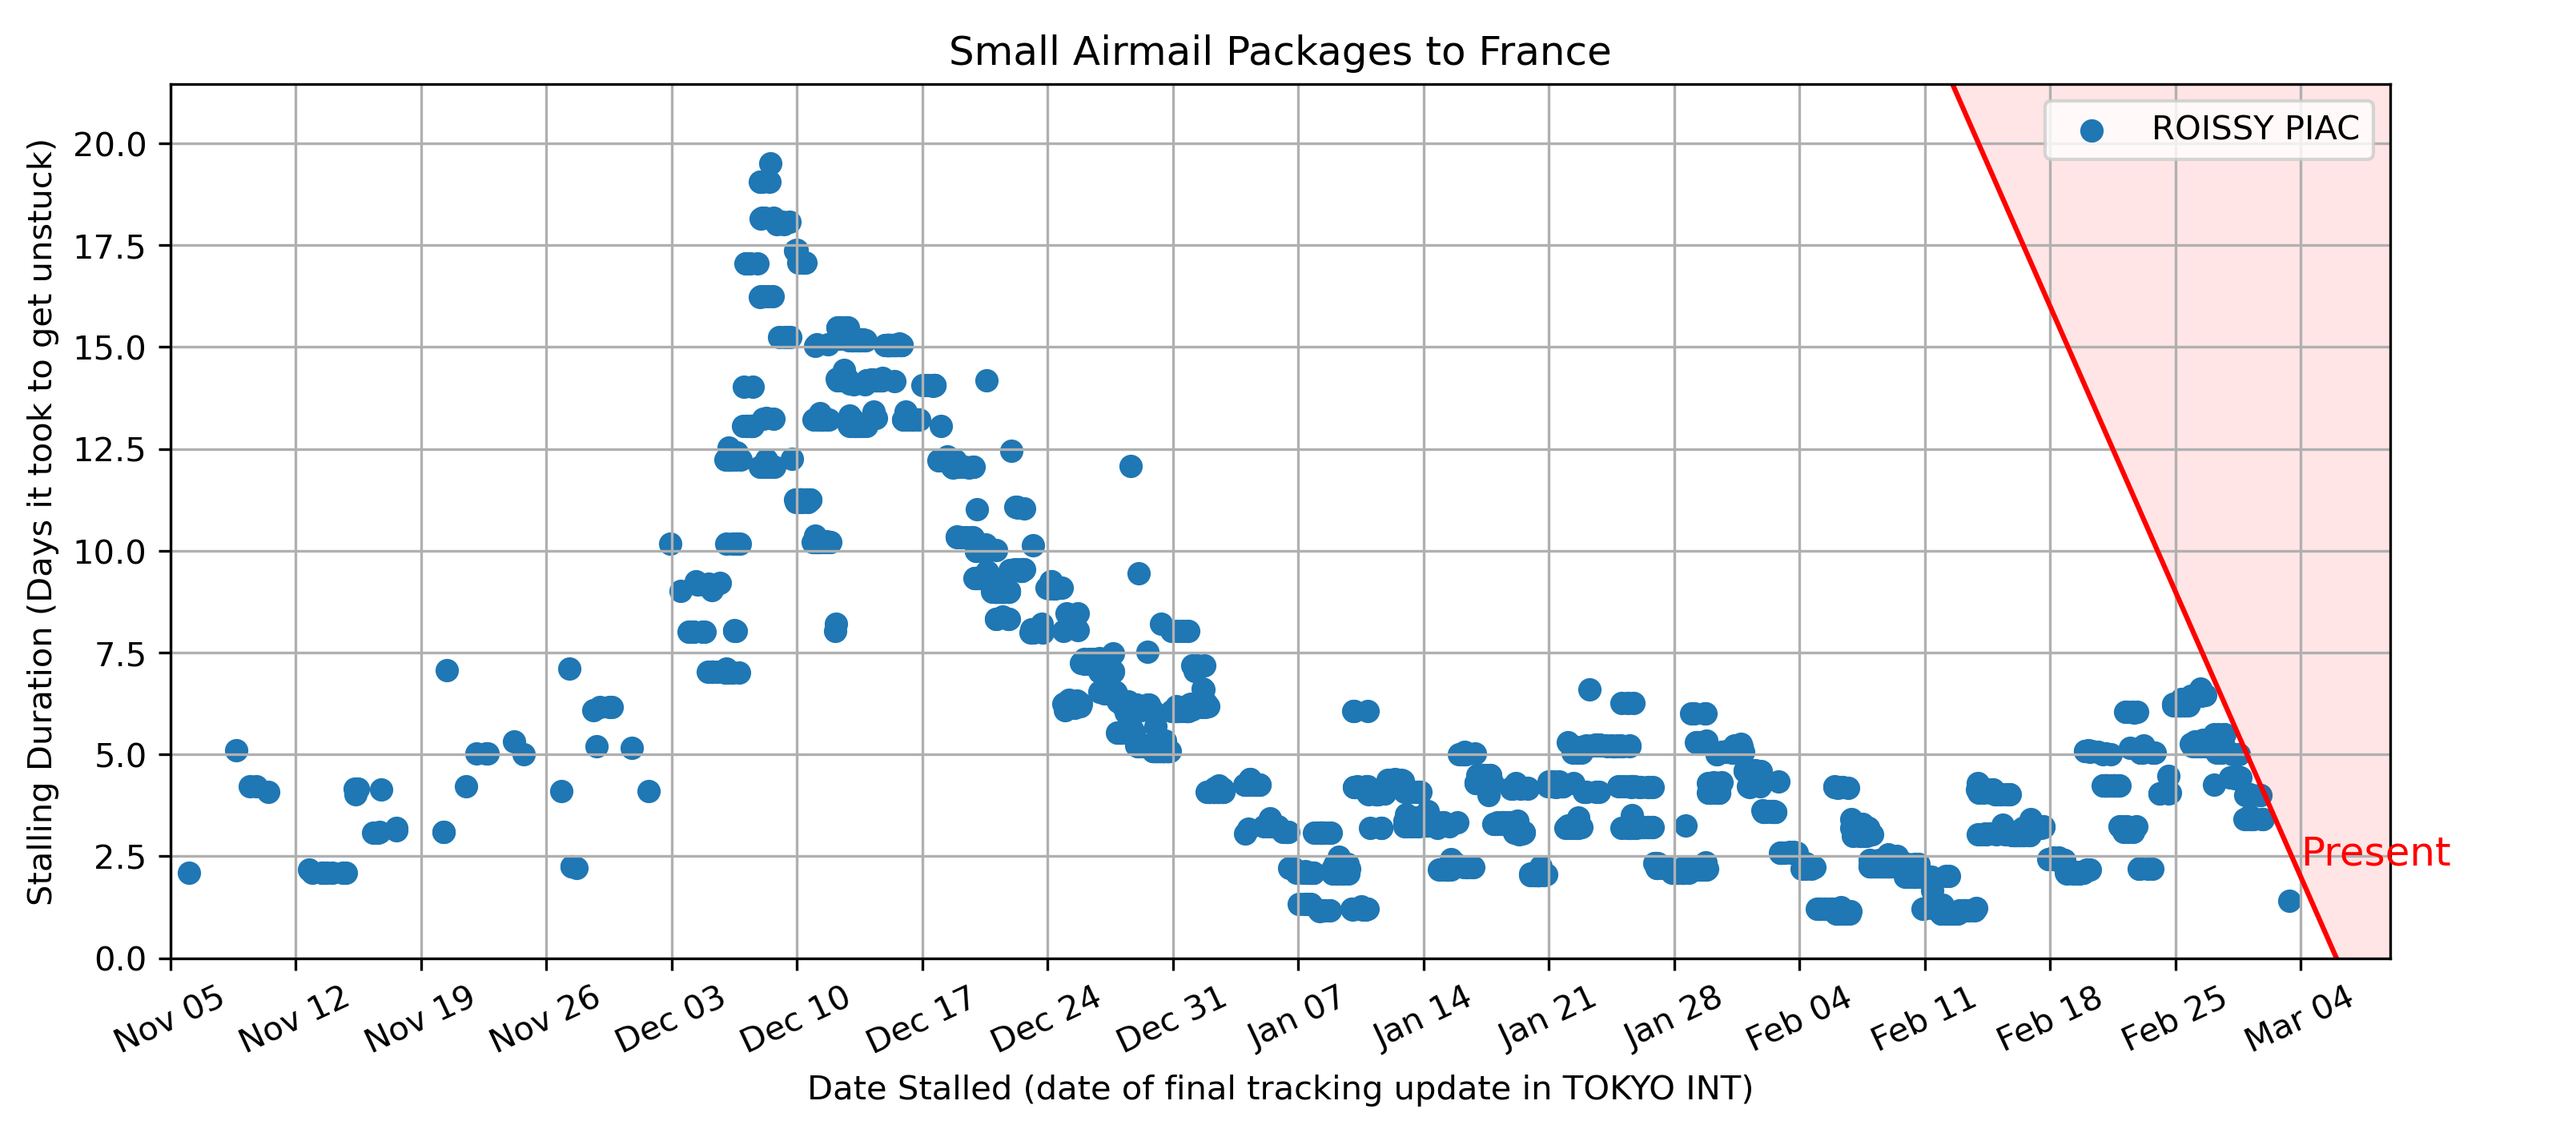 Small Airmail Packages to France
ROISSY PIAC
Stalling Duration (Days it took to get unstuck)
20.0
17.5
15.0
12.5
10.0
7.5
5.0
2.5
0.0
Present
Nov 05
Nov 12
Nov 19
Nov 26
Dec 03
Dec 10
Dec 17
Dec 24
Dec 31
Jan 07
Jan 14
Jan 21
Jan 28
Feb 04
Feb 11
Feb 18
Feb 25
Mar 04
Date Stalled (date of final tracking update in TOKYO INT)